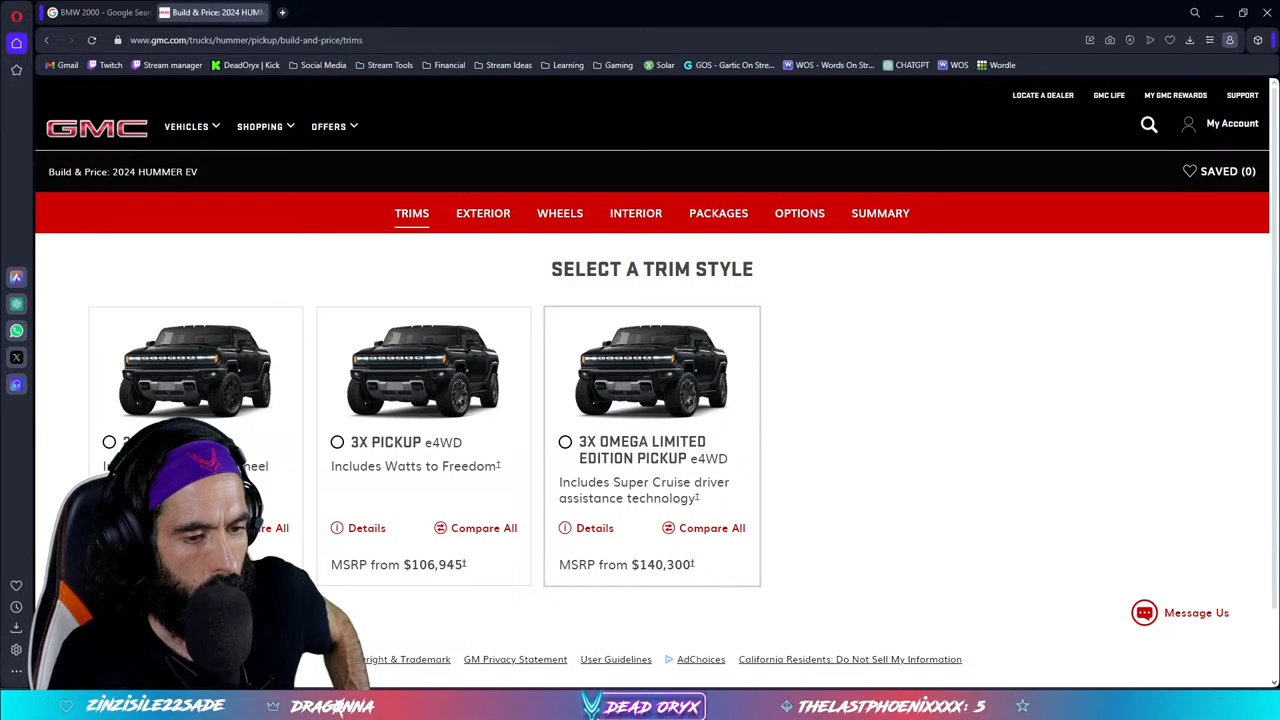 BMW 2000 - Google Sear
Build & Price: 2024 HUMM
www.gmc.com/trucks/hummer/pickup/build-and-price/trims
Gmail Twitch Stream manager DeadOryx | Kick Social Media Stream Tools Financial Stream Ideas Learning Gaming Solar GOS - Gartic On Stre... WOS - Words On Str... CHATGPT WOS Wordle
LOCATE A DEALER GMC LIFE MY GMC REWARDS SUPPORT
GMC VEHICLES SHOPPING OFFERS My Account
Build & Price: 2024 HUMMER EV SAVED (0)
TRIMS EXTERIOR WHEELS INTERIOR PACKAGES OPTIONS SUMMARY
SELECT A TRIM STYLE
3X PICKUP e4WD
Includes Watts to Freedom‡
Details Compare All
MSRP from $106,945‡
3X OMEGA LIMITED
EDITION PICKUP e4WD
Includes Super Cruise driver
assistance technology‡
Details Compare All
MSRP from $140,300‡
Message Us
right & Trademark GM Privacy Statement User Guidelines AdChoices California Residents: Do Not Sell My Information
ZINZISILE22SADE DRAGONNA DEAD ORYX THELASTPHOENIXXXX: 5